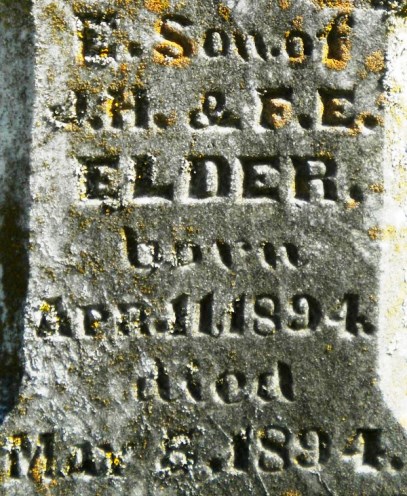 E. Son of
J.H. & F.E.
ELDER.
born
Apr. 11, 1894.
died
May 5, 1894.